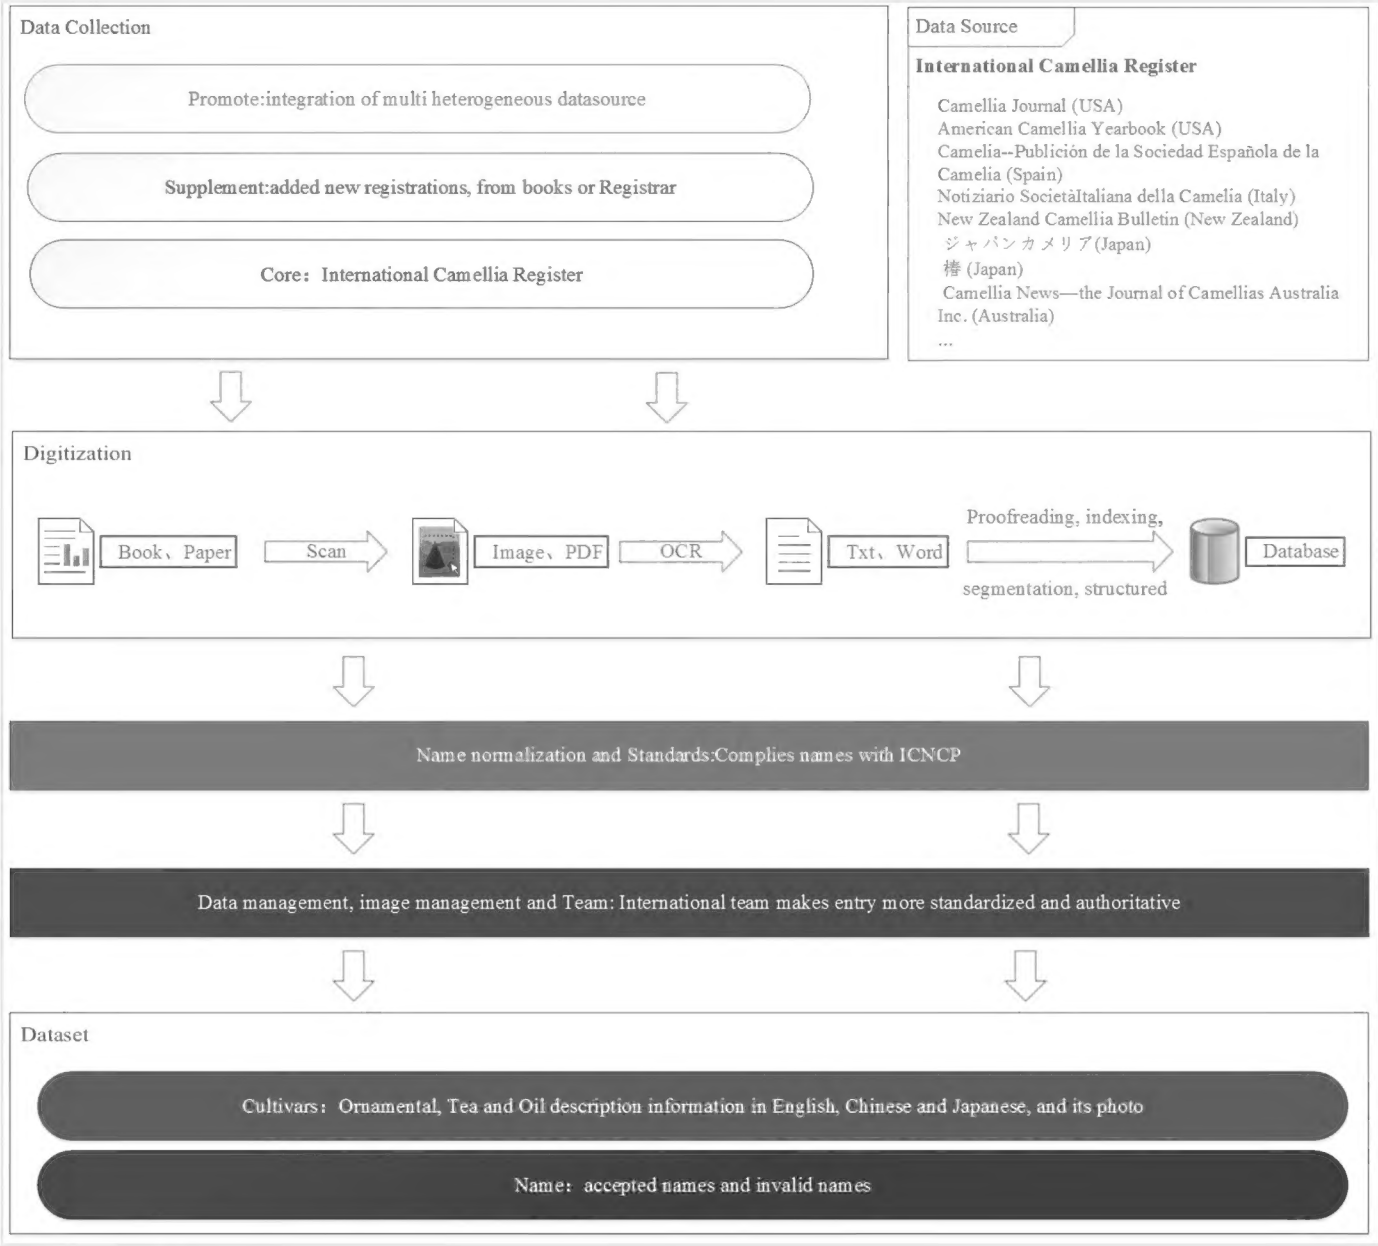 Data Collection
Promote:integration of multi heterogeneous datasource
Supplement:added new registrations, from books or Registrar
Core：International Camellia Register
Data Source
International Camellia Register
Camellia Journal (USA)
American Camellia Yearbook (USA)
Camelia--Publición de la Sociedad Española de la
Camelia (Spain)
Notiziario SocietàItaliana della Camelia (Italy)
New Zealand Camellia Bulletin (New Zealand)
ジャパンカメリア(Japan)
椿 (Japan)
Camellia News—the Journal of Camellias Australia
Inc. (Australia)
...
Digitization
Book、Paper
Scan
Image、PDF
OCR
Txt、Word
Proofreading, indexing,
segmentation, structured
Database
Name normalization and Standards:Complies names with ICNCP
Data management, image management and Team: International team makes entry more standardized and authoritative
Dataset
Cultivars：Ornamental, Tea and Oil description information in English, Chinese and Japanese, and its photo
Name：accepted names and invalid names